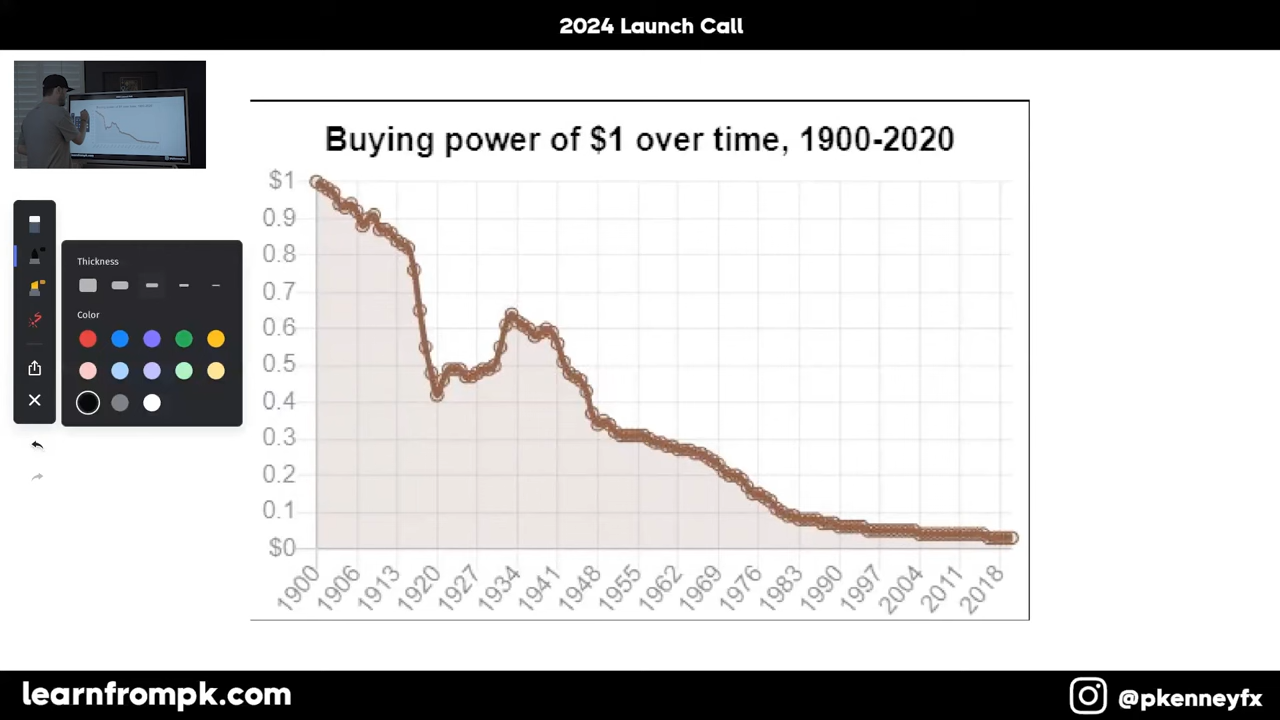 2024 Launch Call
Buying power of $1 over time, 1900-2020
$1
0.9
0.8
0.7
0.6
0.5
0.4
0.3
0.2
0.1
$0
1900 1906 1913 1920 1927 1934 1941 1948 1955 1962 1969 1976 1983 1990 1997 2004 2011 2018
Thickness
Color
learnfrompk.com
@pkenneyfx